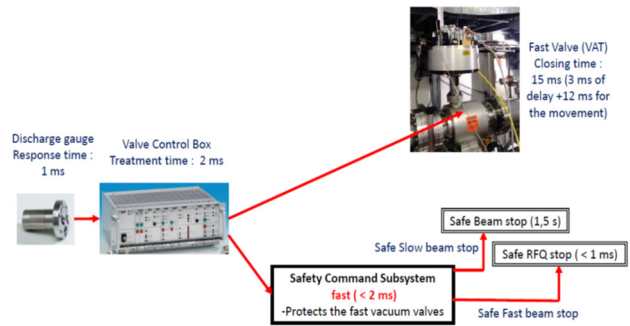 Fast Valve (VAT)
Closing time :
15 ms (3 ms of
delay +12 ms for
the movement)
Discharge gauge
Response time :
1 ms
Valve Control Box
Treatment time : 2 ms
Safe Beam stop (1,5 s)
Safe Slow beam stop
Safe RFQ stop (< 1 ms)
Safety Command Subsystem
fast ( < 2 ms)
-Protects the fast vacuum valves
Safe Fast beam stop